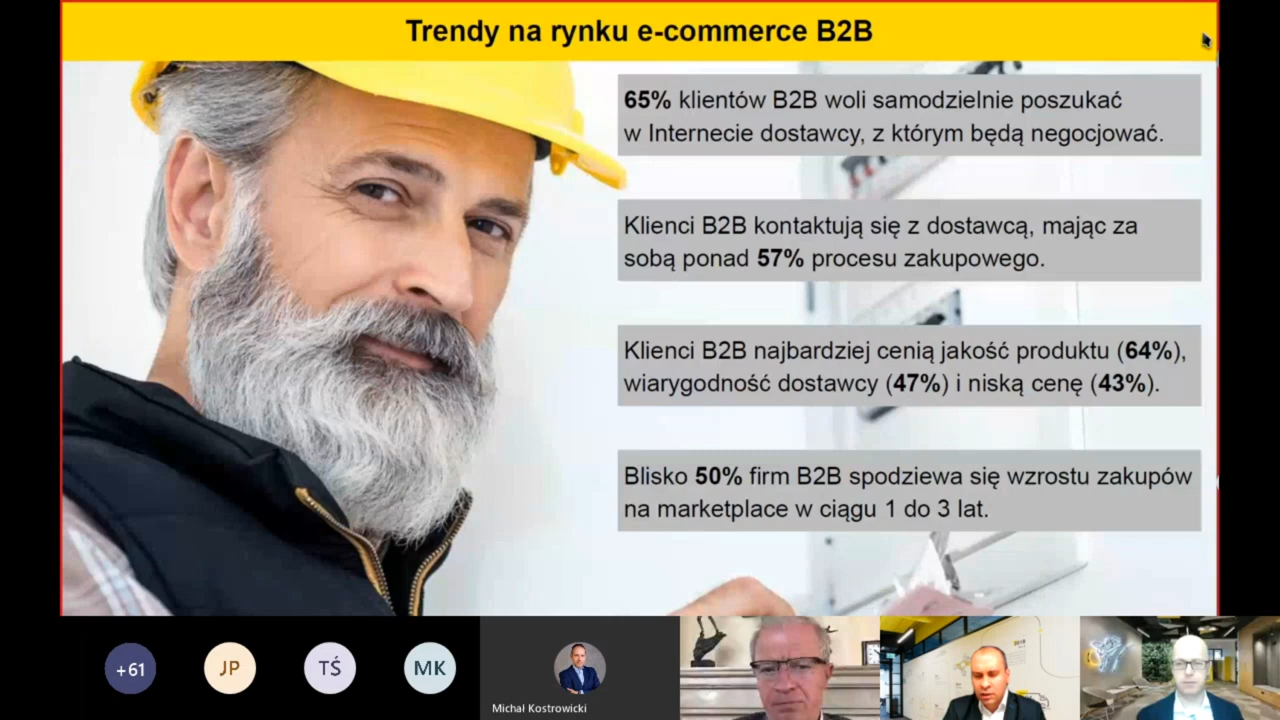 Trendy na rynku e-commerce B2B
65% klientów B2B woli samodzielnie poszukać
w Internecie dostawcy, z którym będą negocjować.
Klienci B2B kontaktują się z dostawcą, mając za
sobą ponad 57% procesu zakupowego.
Klienci B2B najbardziej cenią jakość produktu (64%),
wiarygodność dostawcy (47%) i niską cenę (43%).
Blisko 50% firm B2B spodziewa się wzrostu zakupów
na marketplace w ciągu 1 do 3 lat.
+61
JP
TŚ
MK
Michał Kostrowicki